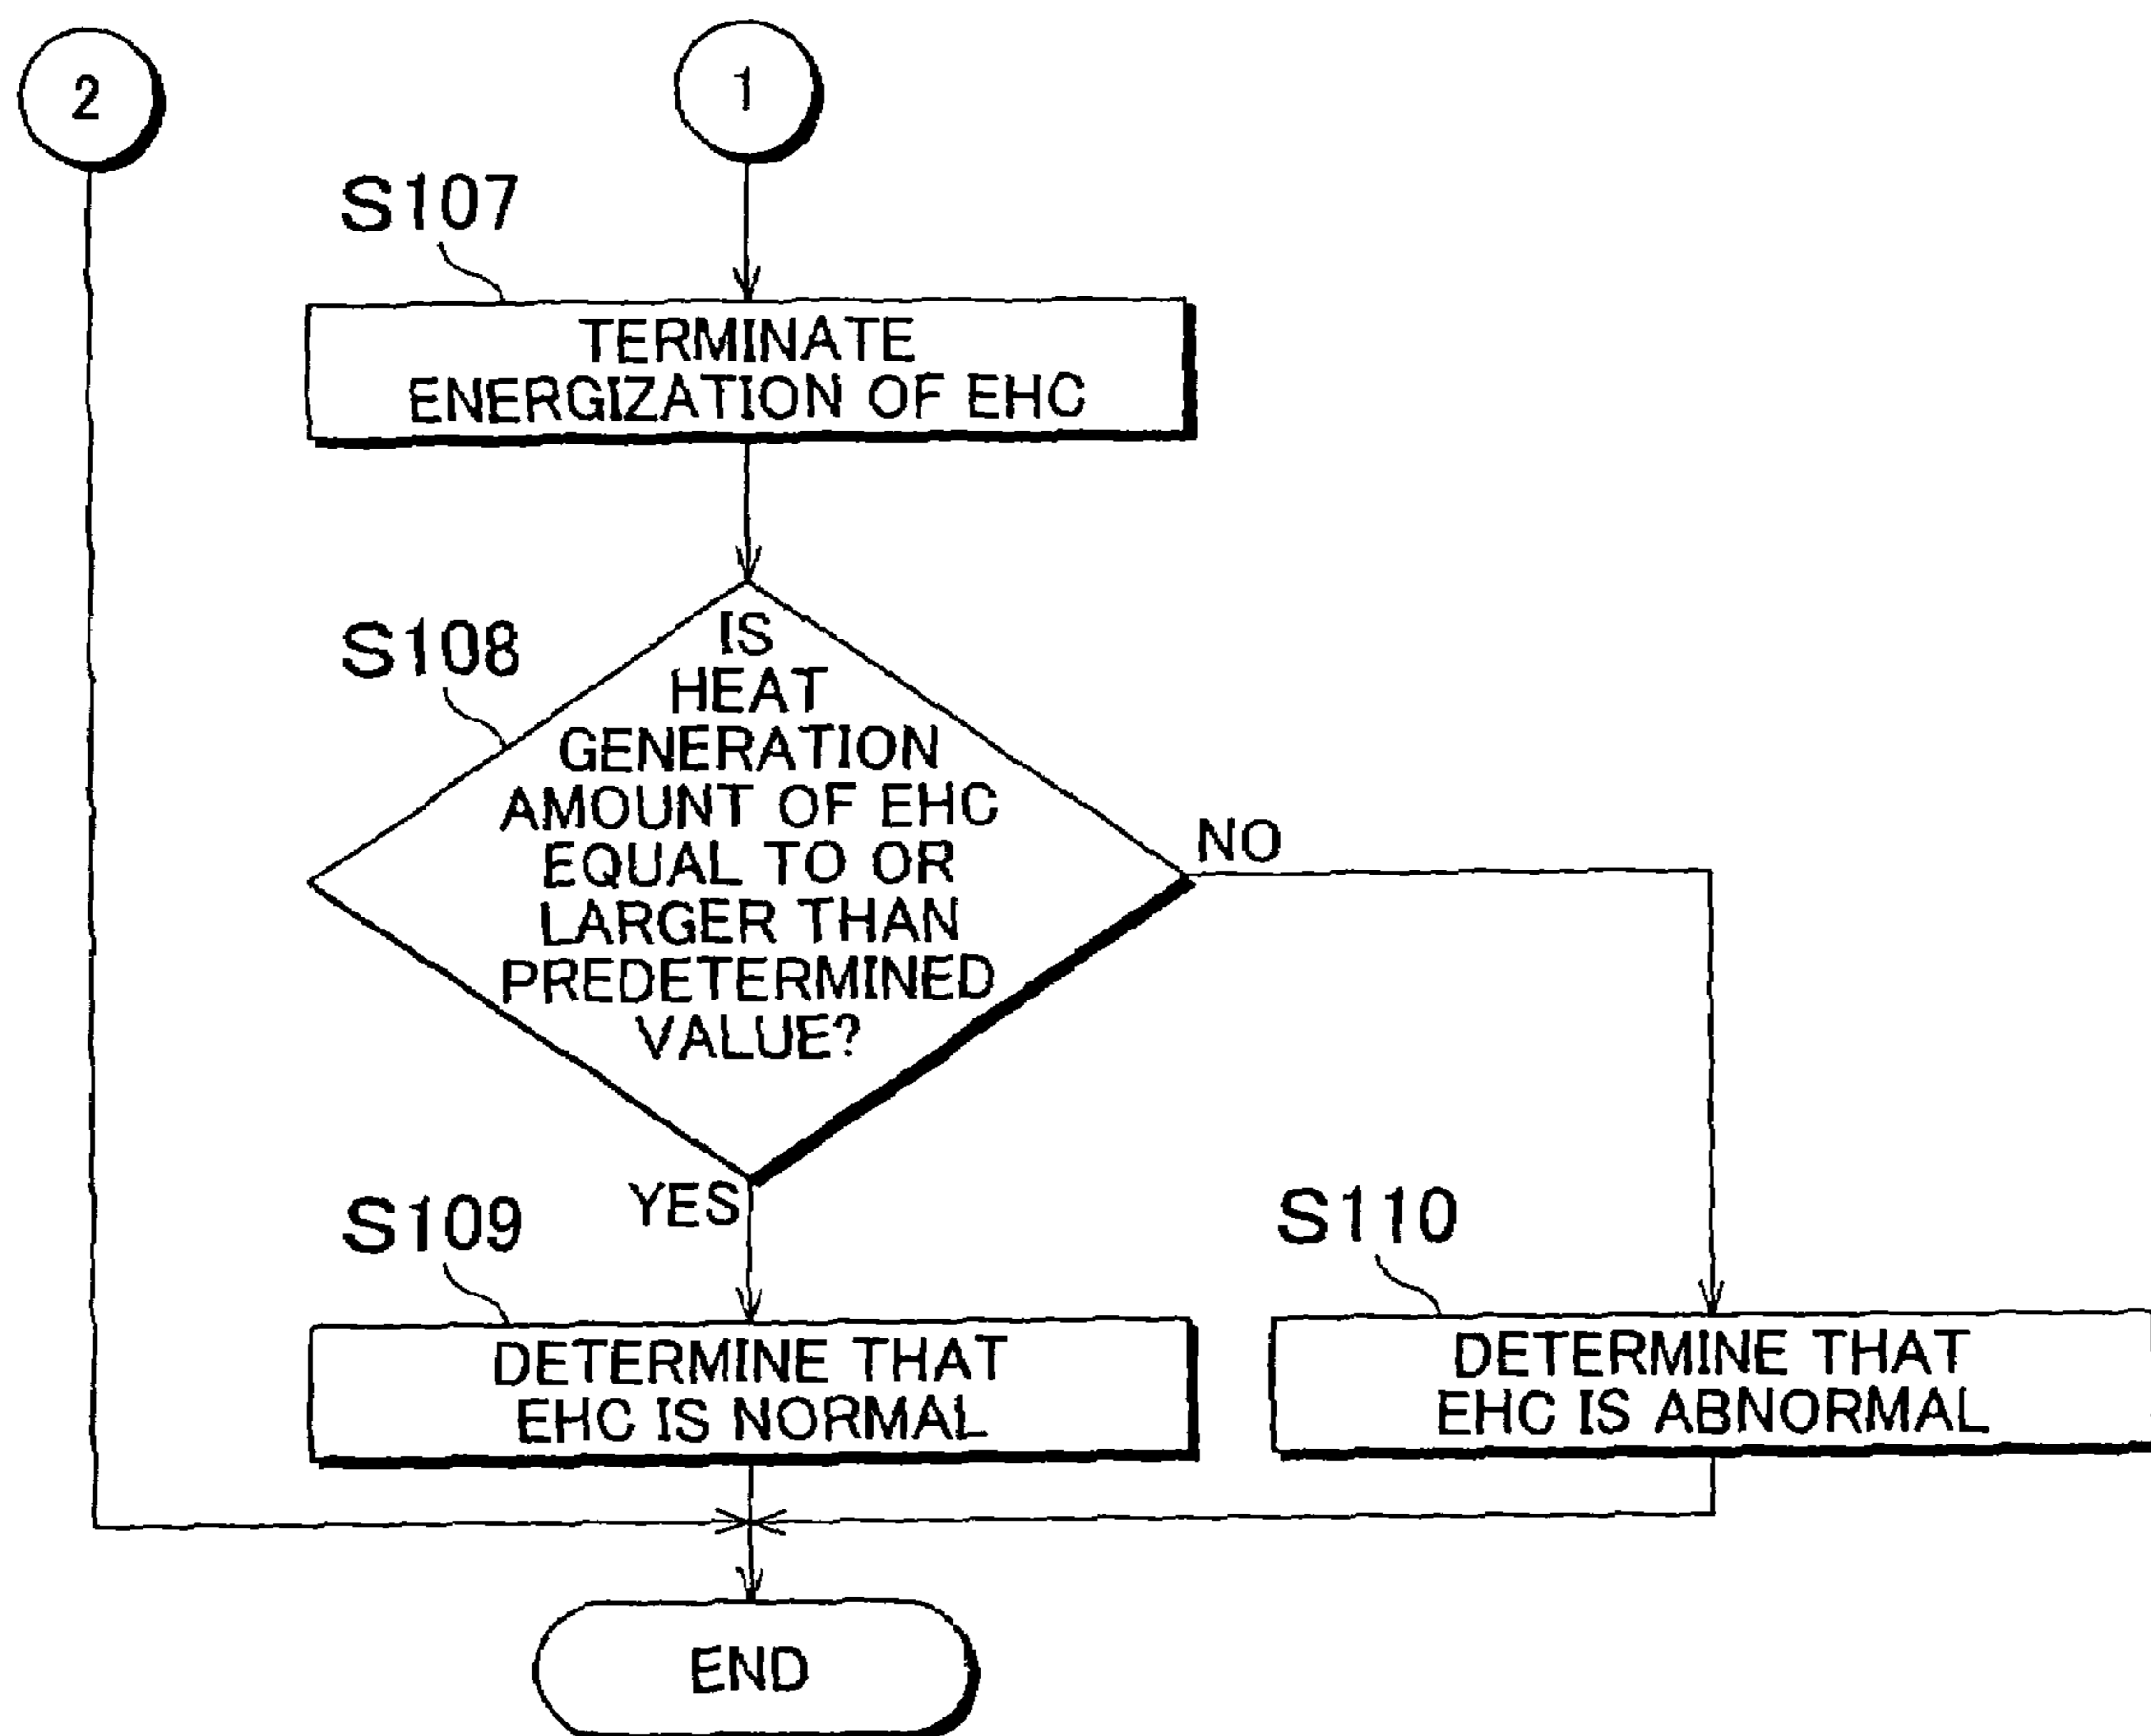 2
1
S107
TERMINATE
ENERGIZATION OF EHC
S108
IS
HEAT
GENERATION
AMOUNT OF EHC
EQUAL TO OR
LARGER THAN
PREDETERMINED
VALUE?
NO
YES
S109
S110
DETERMINE THAT
EHC IS NORMAL
DETERMINE THAT
EHC IS ABNORMAL
END